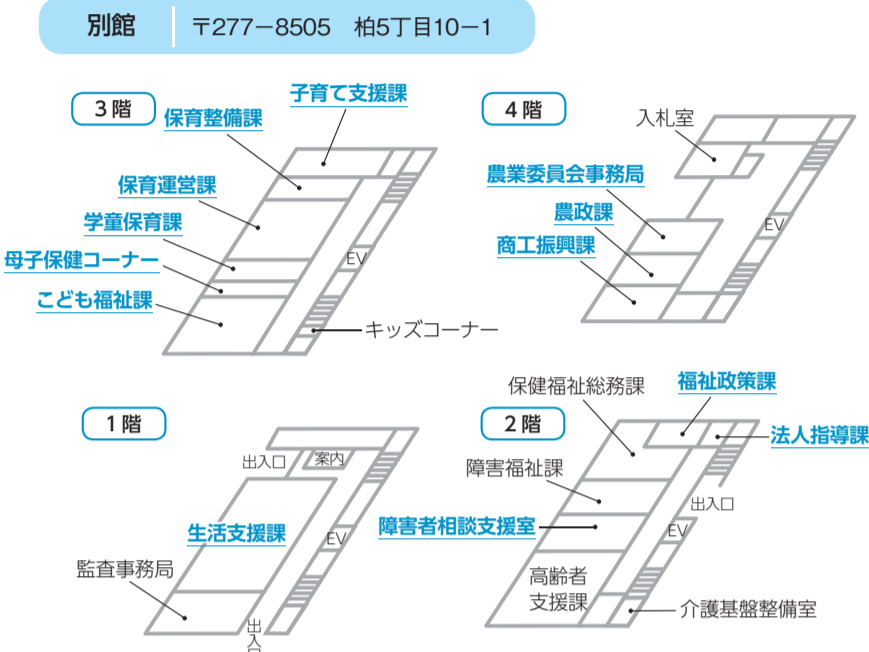 別館 〒277−8505 柏5丁目10−1
3階
子育て支援課
保育整備課
保育運営課
学童保育課
母子保健コーナー
こども福祉課
EV
キッズコーナー
4階
入札室
農業委員会事務局
農政課
商工振興課
EV
1階
出入口
案内
生活支援課
EV
監査事務局
出入口
2階
保健福祉総務課
福祉政策課
法人指導課
障害福祉課
出入口
障害者相談支援室
EV
高齢者
支援課
介護基盤整備室